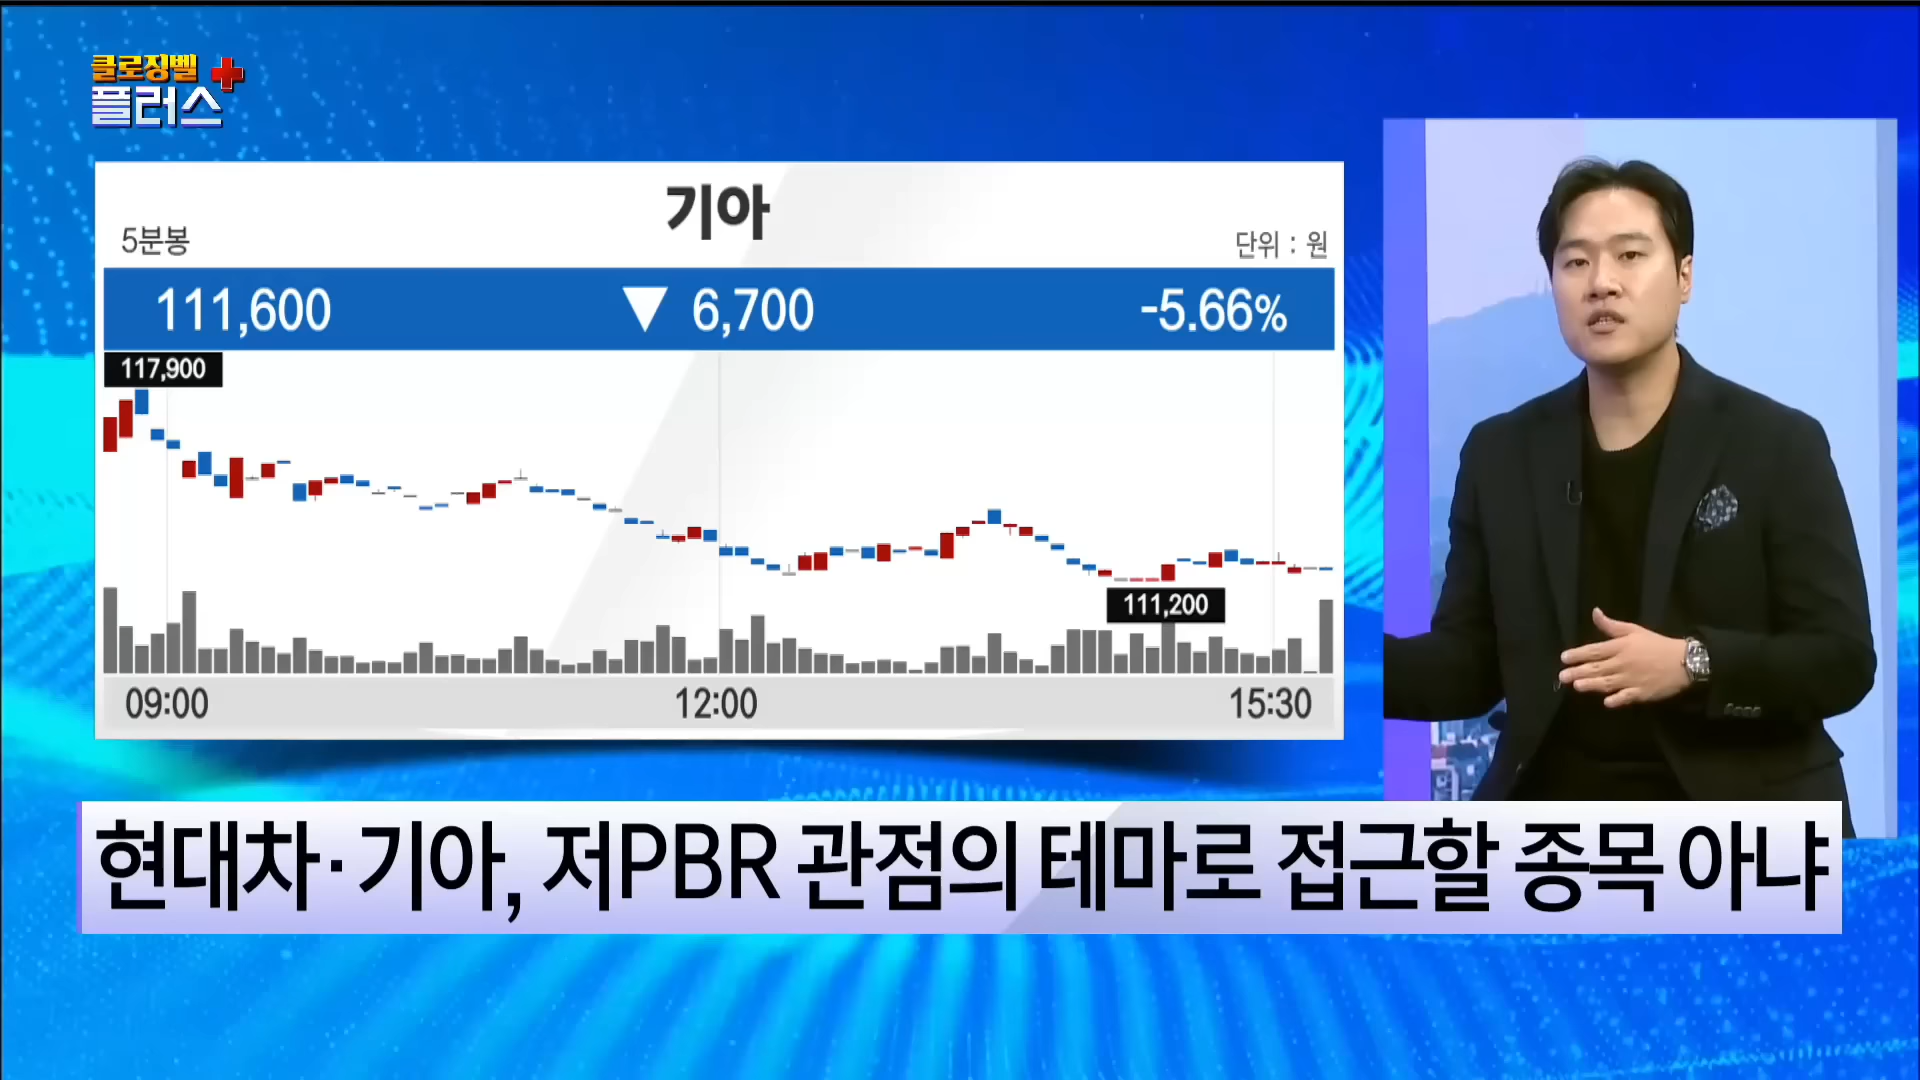 클로징벨
플러스+
기아
5분봉
단위 : 원
111,600 ▼ 6,700 -5.66%
117,900
111,200
09:00 12:00 15:30
현대차·기아, 저PBR 관점의 테마로 접근할 종목 아냐